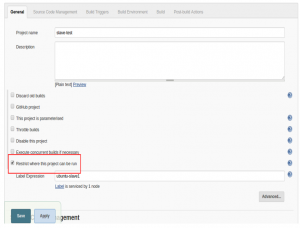 General Source Code Management Build Triggers Build Environment Build Post-build Actions
Project name slave test
Description
[Plain text] Preview
Discard old builds
GitHub project
This project is parameterized
Throttle builds
Disable this project
Execute concurrent builds if necessary
Restrict where this project can be run
Label Expression ubuntu-slave1
Label is serviced by 1 node
Advanced...
Save Apply gement